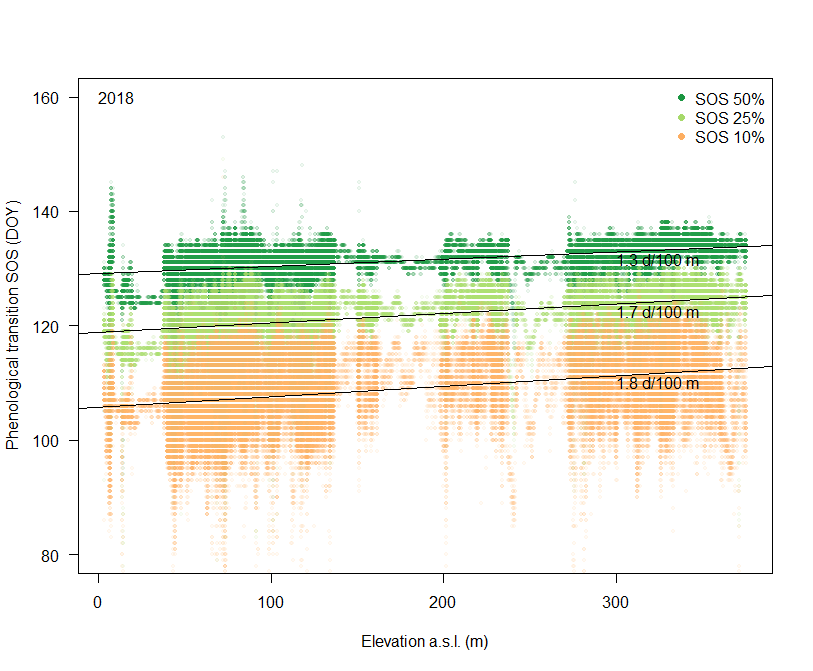 2018
SOS 50%
SOS 25%
SOS 10%
160
140
120
100
80
Phenological transition SOS (DOY)
1.3 d/100 m
1.7 d/100 m
1.8 d/100 m
0
100
200
300
Elevation a.s.l. (m)